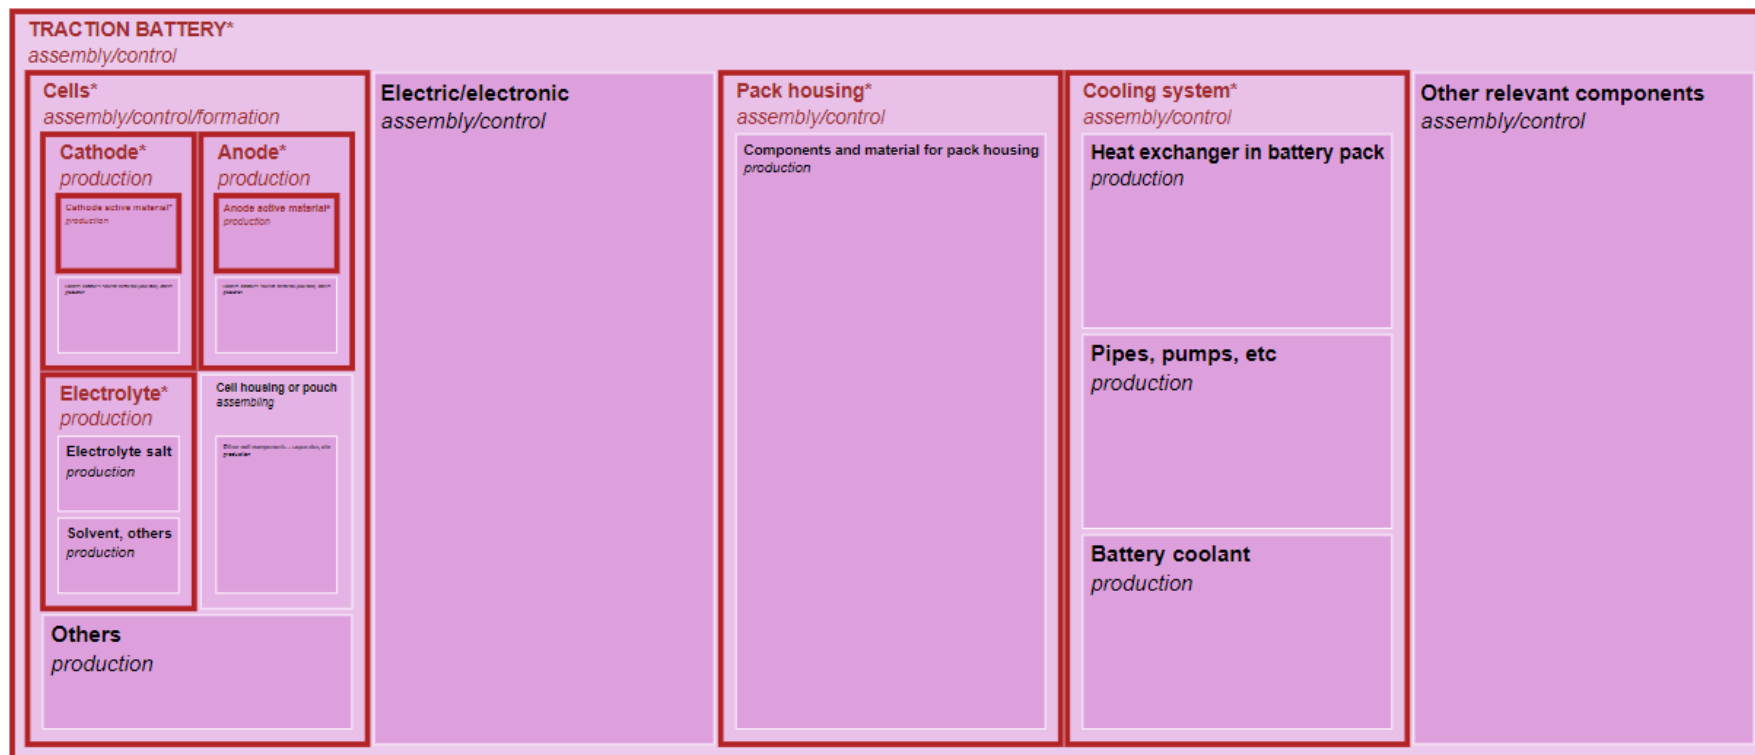 TRACTION BATTERY*
assembly/control
Cells*
assembly/control/formation
Cathode*
production
Cathode active material*
production
production
Anode*
production
Anode active material*
production
production
Electrolyte*
production
Electrolyte salt
production
Solvent, others
production
Cell housing or pouch
assembling
production
Others
production
Electric/electronic
assembly/control
Pack housing*
assembly/control
Components and material for pack housing
production
Cooling system*
assembly/control
Heat exchanger in battery pack
production
Pipes, pumps, etc
production
Battery coolant
production
Other relevant components
assembly/control